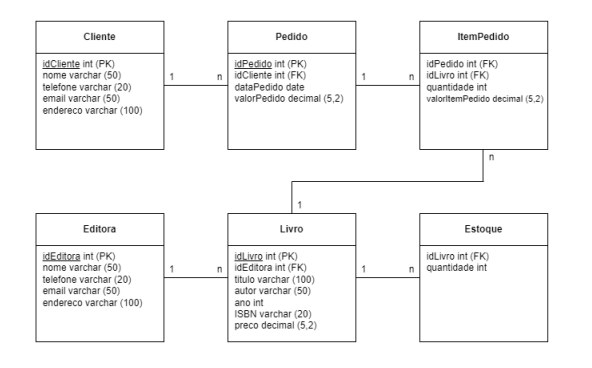 Cliente
idCliente int (PK)
nome varchar (50)
telefone varchar (20)
email varchar (50)
endereco varchar (100)
1
n
Pedido
idPedido int (PK)
idCliente int (FK)
dataPedido date
valorPedido decimal (5,2)
1
n
ItemPedido
idPedido int (FK)
idLivro int (FK)
quantidade int
valorItemPedido decimal (5,2)
n
1
Editora
idEditora int (PK)
nome varchar (50)
telefone varchar (20)
email varchar (50)
endereco varchar (100)
1
n
Livro
idLivro int (PK)
idEditora int (FK)
titulo varchar (100)
autor varchar (50)
ano int
ISBN varchar (20)
preco decimal (5,2)
1
n
Estoque
idLivro int (FK)
quantidade int